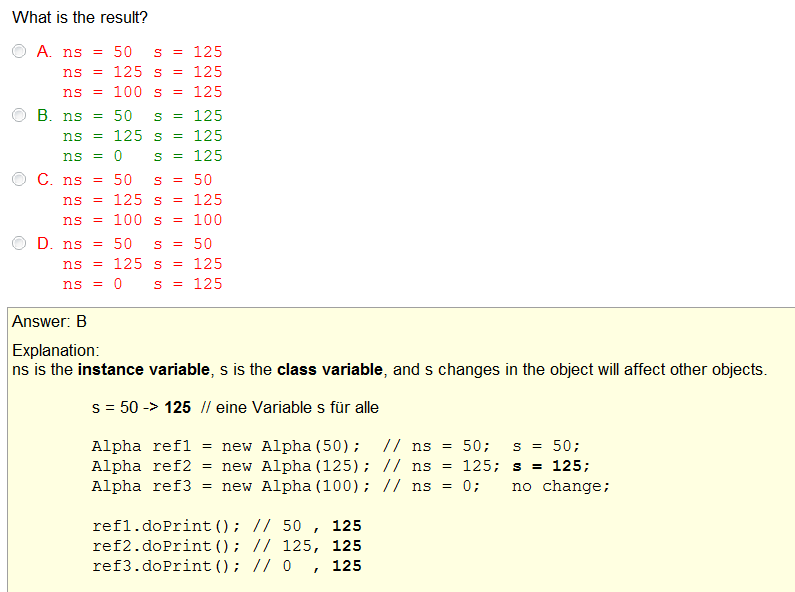 What is the result?
A. ns = 50  s = 125
ns = 125 s = 125
ns = 100 s = 125
B. ns = 50  s = 125
ns = 125 s = 125
ns = 0   s = 125
C. ns = 50  s = 50
ns = 125 s = 125
ns = 100 s = 100
D. ns = 50  s = 50
ns = 125 s = 125
ns = 0   s = 125
Answer: B
Explanation:
ns is the instance variable, s is the class variable, and s changes in the object will affect other objects.
s = 50 -> 125  // eine Variable s für alle
Alpha ref1 = new Alpha(50);  // ns = 50;  s = 50;
Alpha ref2 = new Alpha(125); // ns = 125; s = 125;
Alpha ref3 = new Alpha(100); // ns = 0;   no change;
ref1.doPrint(); // 50 , 125
ref2.doPrint(); // 125, 125
ref3.doPrint(); // 0  , 125